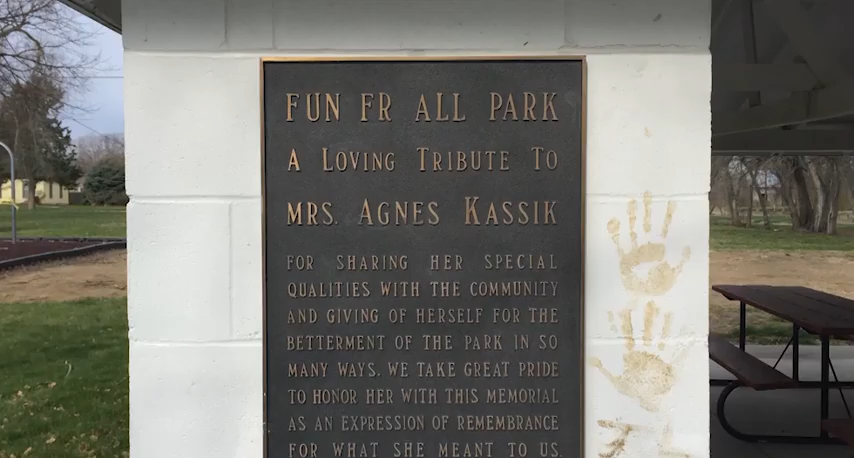 FUN FR ALL PARK
A LOVING TRIBUTE TO
MRS. AGNES KASSIK
FOR SHARING HER SPECIAL
QUALITIES WITH THE COMMUNITY
AND GIVING OF HERSELF FOR THE
BETTERMENT OF THE PARK IN SO
MANY WAYS. WE TAKE GREAT PRIDE
TO HONOR HER WITH THIS MEMORIAL
AS AN EXPRESSION OF REMEMBRANCE
FOR WHAT SHE MEANT TO US.